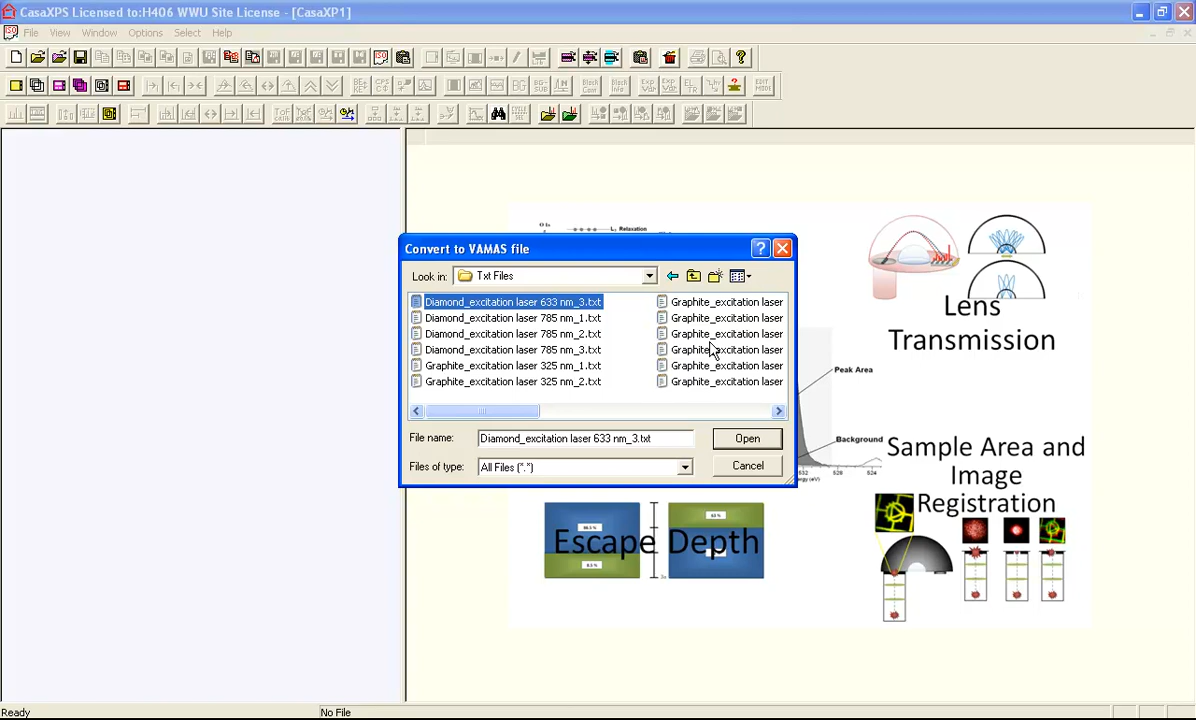 CasaXPS Licensed to:H406 WWU Site License - [CasaXP1]
File View Window Options Select Help
L, Relaxation
Convert to VAMAS file
Look in: Txt Files
Diamond_excitation laser 633 nm_3.txt
Diamond_excitation laser 785 nm_1.txt
Diamond_excitation laser 785 nm_2.txt
Diamond_excitation laser 785 nm_3.txt
Graphite_excitation laser 325 nm_1.txt
Graphite_excitation laser 325 nm_2.txt
Graphite_excitation laser
Graphite_excitation laser
Graphite_excitation laser
Graphite_excitation laser
Graphite_excitation laser
Graphite_excitation laser
File name: Diamond_excitation laser 633 nm_3.txt
Open
Files of type: All Files (*.*)
Cancel
Lens
Transmission
Peak Area
Background
532 528 524
Sample Area and
Image
Registration
Escape Depth
Ready
No File